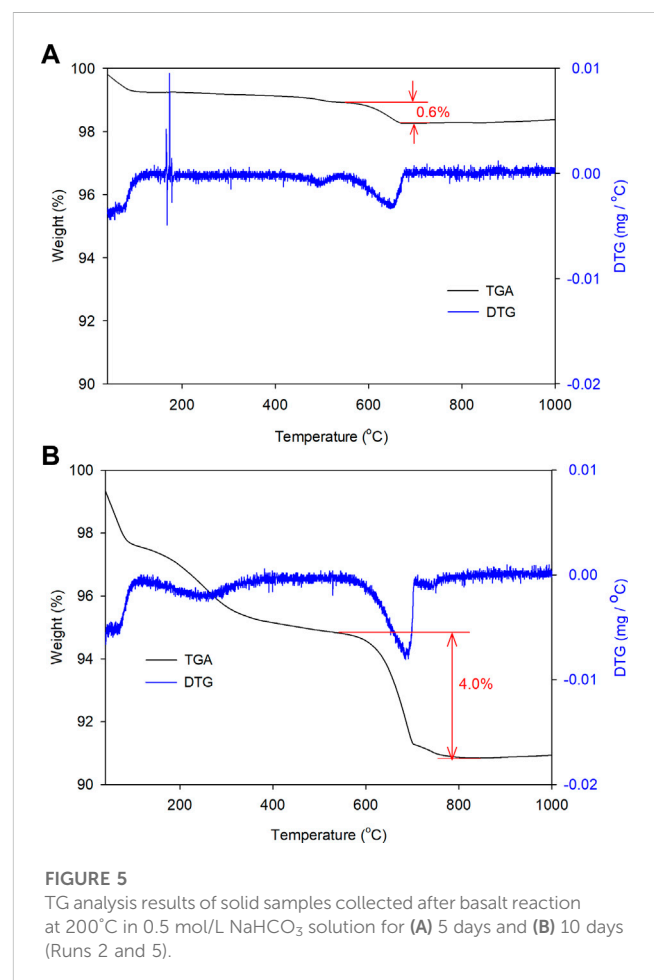 A
100
98
96
94
92
90
Weight (%)
0.01
0.00
-0.01
-0.02
DTG (mg / °C)
0.6%
TGA
DTG
200 400 600 800 1000
Temperature (°C)
B
100
98
96
94
92
90
Weight (%)
0.01
0.00
-0.01
-0.02
DTG (mg / °C)
4.0%
TGA
DTG
200 400 600 800 1000
Temperature (°C)
FIGURE 5
TG analysis results of solid samples collected after basalt reaction
at 200°C in 0.5 mol/L NaHCO₃ solution for (A) 5 days and (B) 10 days
(Runs 2 and 5).